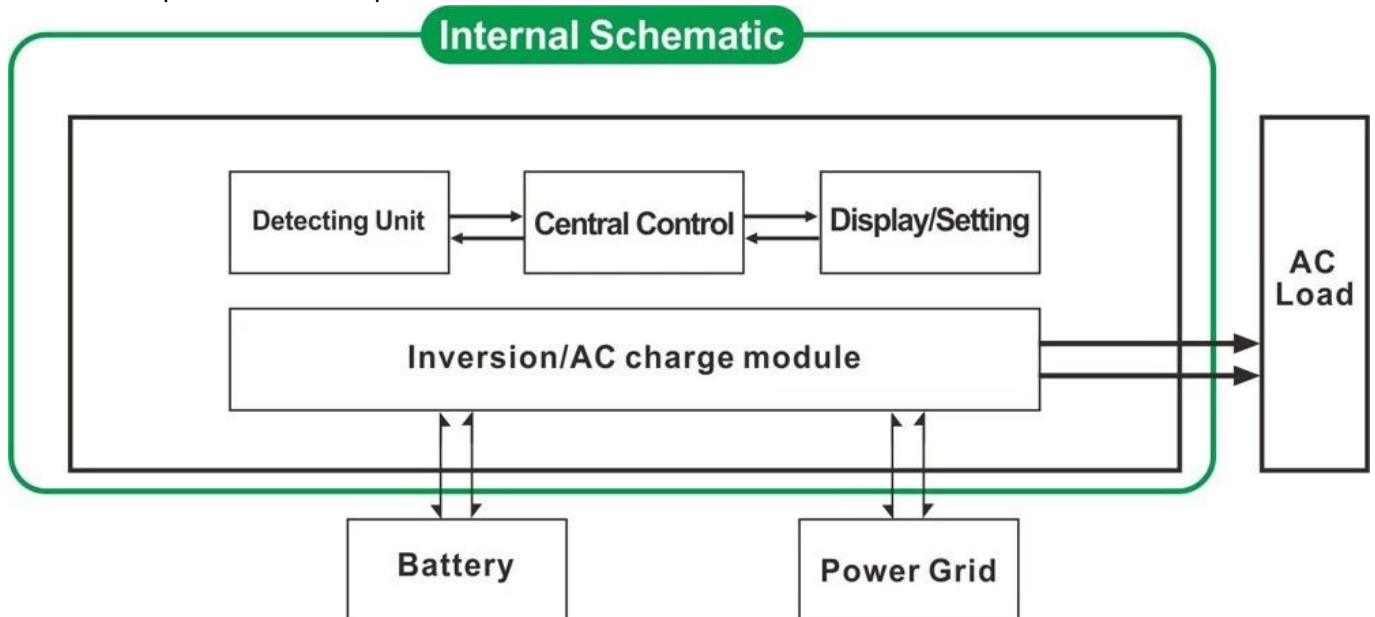 Internal Schematic
Detecting Unit
Central Control
Display/Setting
AC
Load
Inversion/AC charge module
Battery
Power Grid